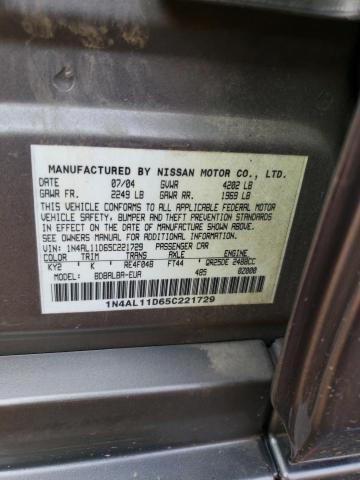 MANUFACTURED BY NISSAN MOTOR CO., LTD.
DATE 07/04 GVWR 4202 LB
GAWR FR. 2249 LB GAWR RR. 1969 LB
THIS VEHICLE CONFORMS TO ALL APPLICABLE FEDERAL MOTOR
VEHICLE SAFETY, BUMPER AND THEFT PREVENTION STANDARDS
IN EFFECT ON THE DATE OF MANUFACTURE SHOWN ABOVE.
SEE OWNERS MANUAL FOR ADDITIONAL INFORMATION
VIN: 1N4AL11D65C221729 PASSENGER CAR
COLOR TRIM TRANS AXLE ENGINE
KY2 K RE4F04B FT44 QR25DE 2488CC
MODEL: BDBALBA-EUA 485 0Z000
1N4AL11D65C221729